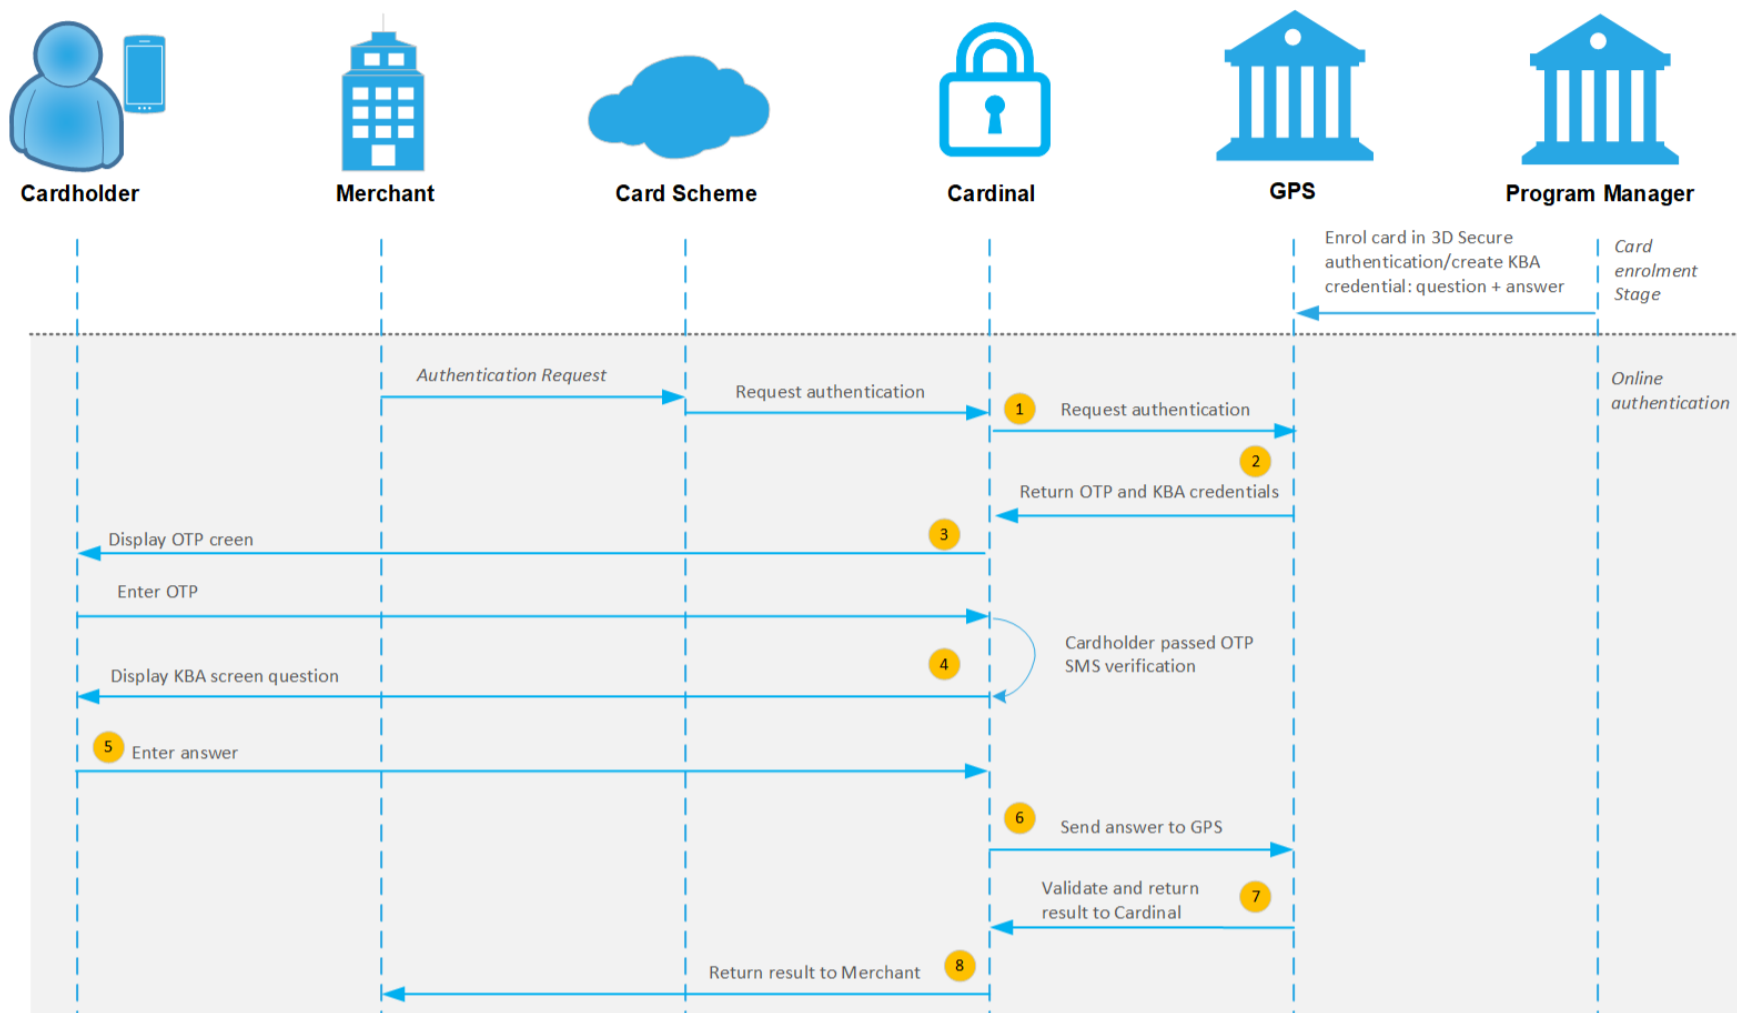 Cardholder
Merchant
Card Scheme
Cardinal
GPS
Program Manager
Enrol card in 3D Secure
authentication/create KBA
credential: question + answer
Card
enrolment
Stage
Authentication Request
Request authentication
1
Request authentication
Online
authentication
2
Return OTP and KBA credentials
3
Display OTP creen
Enter OTP
Cardholder passed OTP
SMS verification
4
Display KBA screen question
5
Enter answer
6
Send answer to GPS
Validate and return
result to Cardinal
7
8
Return result to Merchant